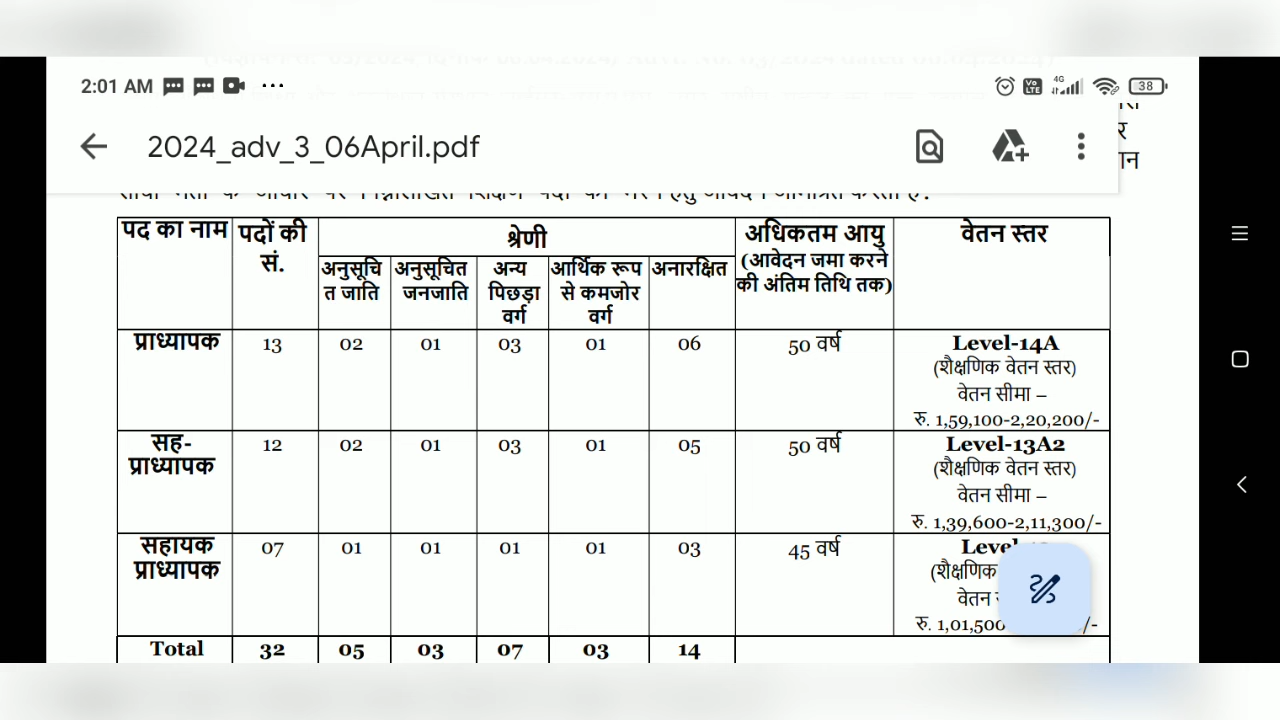 2:01 AM
4G
Vo LTE
38
2024_adv_3_06April.pdf
पद का नाम पदों की सं. श्रेणी अधिकतम आयु (आवेदन जमा करने की अंतिम तिथि तक) वेतन स्तर
अनुसूचित जाति अनुसूचित जनजाति अन्य पिछड़ा वर्ग आर्थिक रूप से कमजोर वर्ग अनारक्षित
प्राध्यापक 13 02 01 03 01 06 50 वर्ष Level-14A
(शैक्षणिक वेतन स्तर)
वेतन सीमा –
रु. 1,59,100-2,20,200/-
सह-प्राध्यापक 12 02 01 03 01 05 50 वर्ष Level-13A2
(शैक्षणिक वेतन स्तर)
वेतन सीमा –
रु. 1,39,600-2,11,300/-
सहायक प्राध्यापक 07 01 01 01 01 03 45 वर्ष
(शैक्षणिक
वेतन
रु. 1,01,500
Total 32 05 03 07 03 14